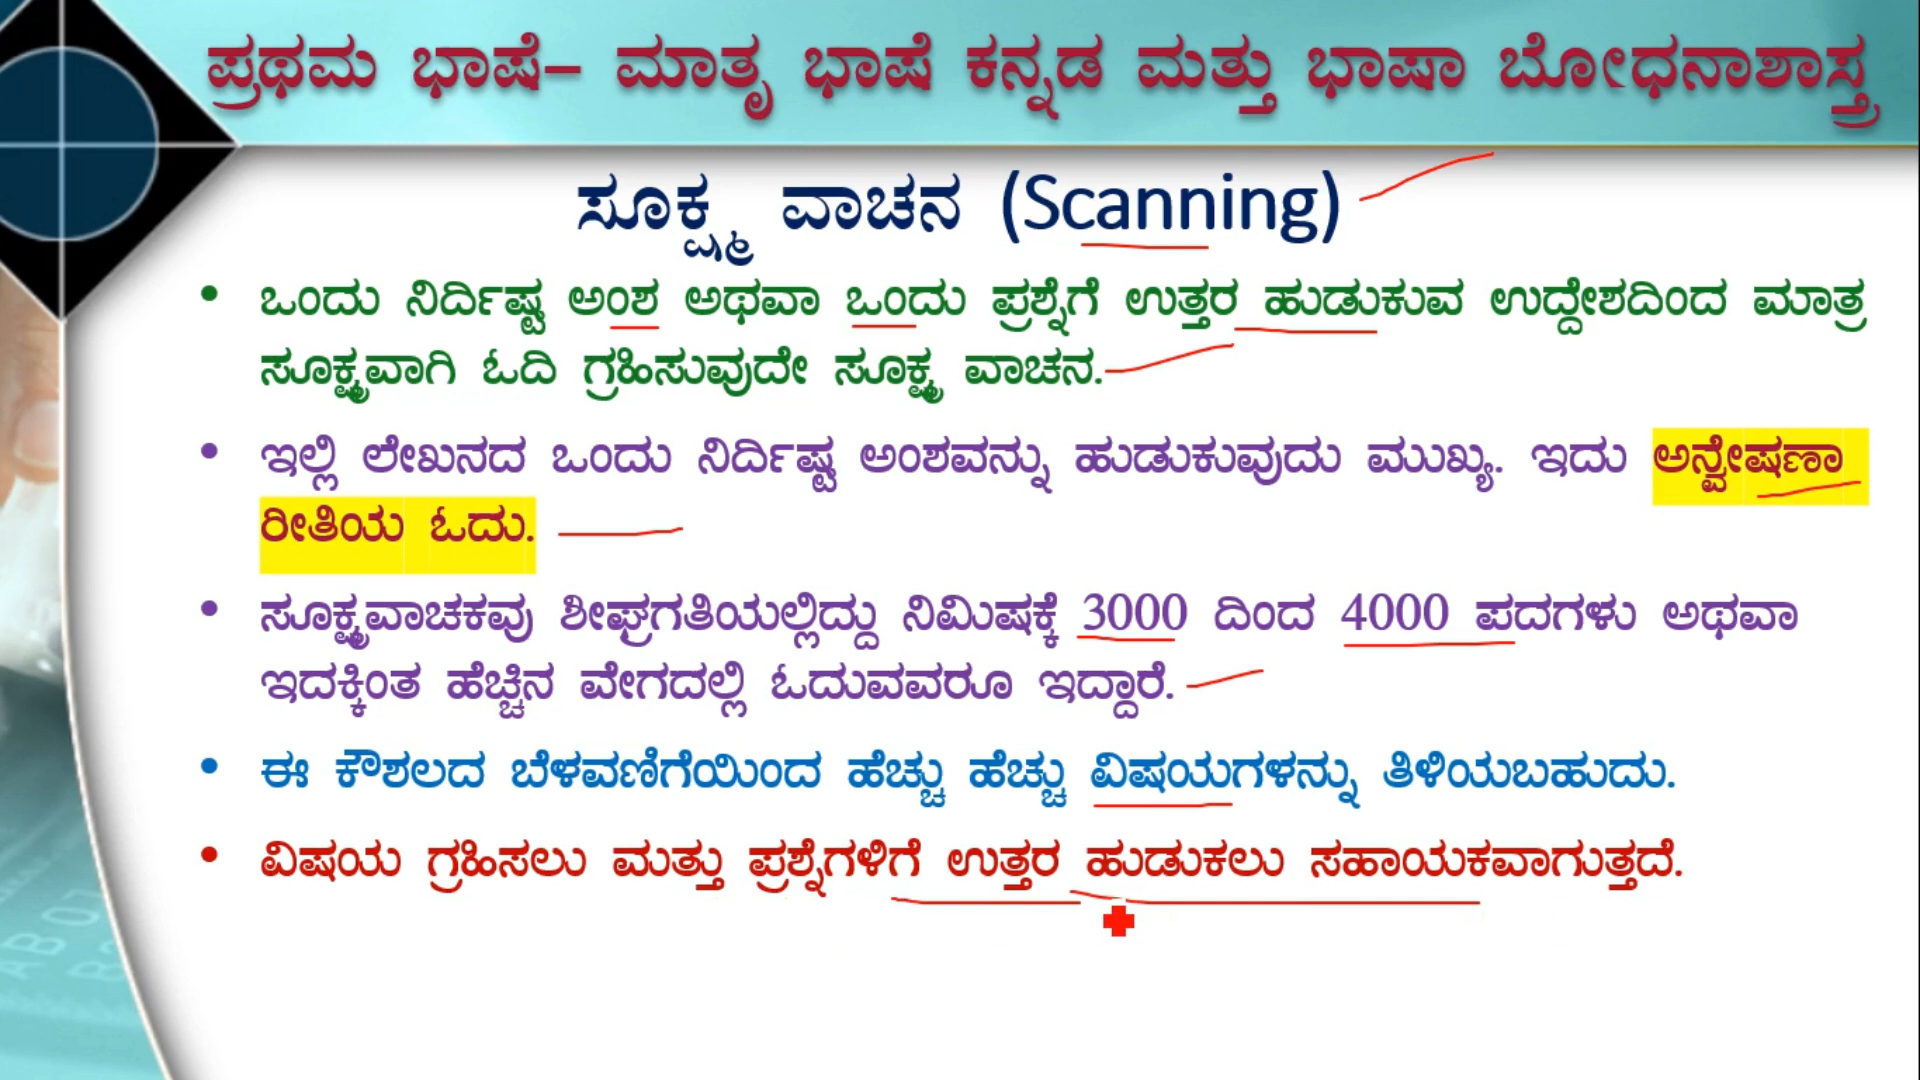 ಪ್ರಥಮ ಭಾಷೆ– ಮಾತೃ ಭಾಷೆ ಕನ್ನಡ ಮತ್ತು ಭಾಷಾ ಬೋಧನಾಶಾಸ್ತ್ರ
ಸೂಕ್ಷ್ಮ ವಾಚನ (Scanning)
• ಒಂದು ನಿರ್ದಿಷ್ಟ ಅಂಶ ಅಥವಾ ಒಂದು ಪ್ರಶ್ನೆಗೆ ಉತ್ತರ ಹುಡುಕುವ ಉದ್ದೇಶದಿಂದ ಮಾತ್ರ
ಸೂಕ್ಷ್ಮವಾಗಿ ಓದಿ ಗ್ರಹಿಸುವುದೇ ಸೂಕ್ಷ್ಮ ವಾಚನ.
• ಇಲ್ಲಿ ಲೇಖನದ ಒಂದು ನಿರ್ದಿಷ್ಟ ಅಂಶವನ್ನು ಹುಡುಕುವುದು ಮುಖ್ಯ. ಇದು ಅನ್ವೇಷಣಾ
ರೀತಿಯ ಓದು.
• ಸೂಕ್ಷ್ಮವಾಚಕವು ಶೀಘ್ರಗತಿಯಲ್ಲಿದ್ದು ನಿಮಿಷಕ್ಕೆ 3000 ದಿಂದ 4000 ಪದಗಳು ಅಥವಾ
ಇದಕ್ಕಿಂತ ಹೆಚ್ಚಿನ ವೇಗದಲ್ಲಿ ಓದುವವರೂ ಇದ್ದಾರೆ.
• ಈ ಕೌಶಲದ ಬೆಳವಣಿಗೆಯಿಂದ ಹೆಚ್ಚು ಹೆಚ್ಚು ವಿಷಯಗಳನ್ನು ತಿಳಿಯಬಹುದು.
• ವಿಷಯ ಗ್ರಹಿಸಲು ಮತ್ತು ಪ್ರಶ್ನೆಗಳಿಗೆ ಉತ್ತರ ಹುಡುಕಲು ಸಹಾಯಕವಾಗುತ್ತದೆ.